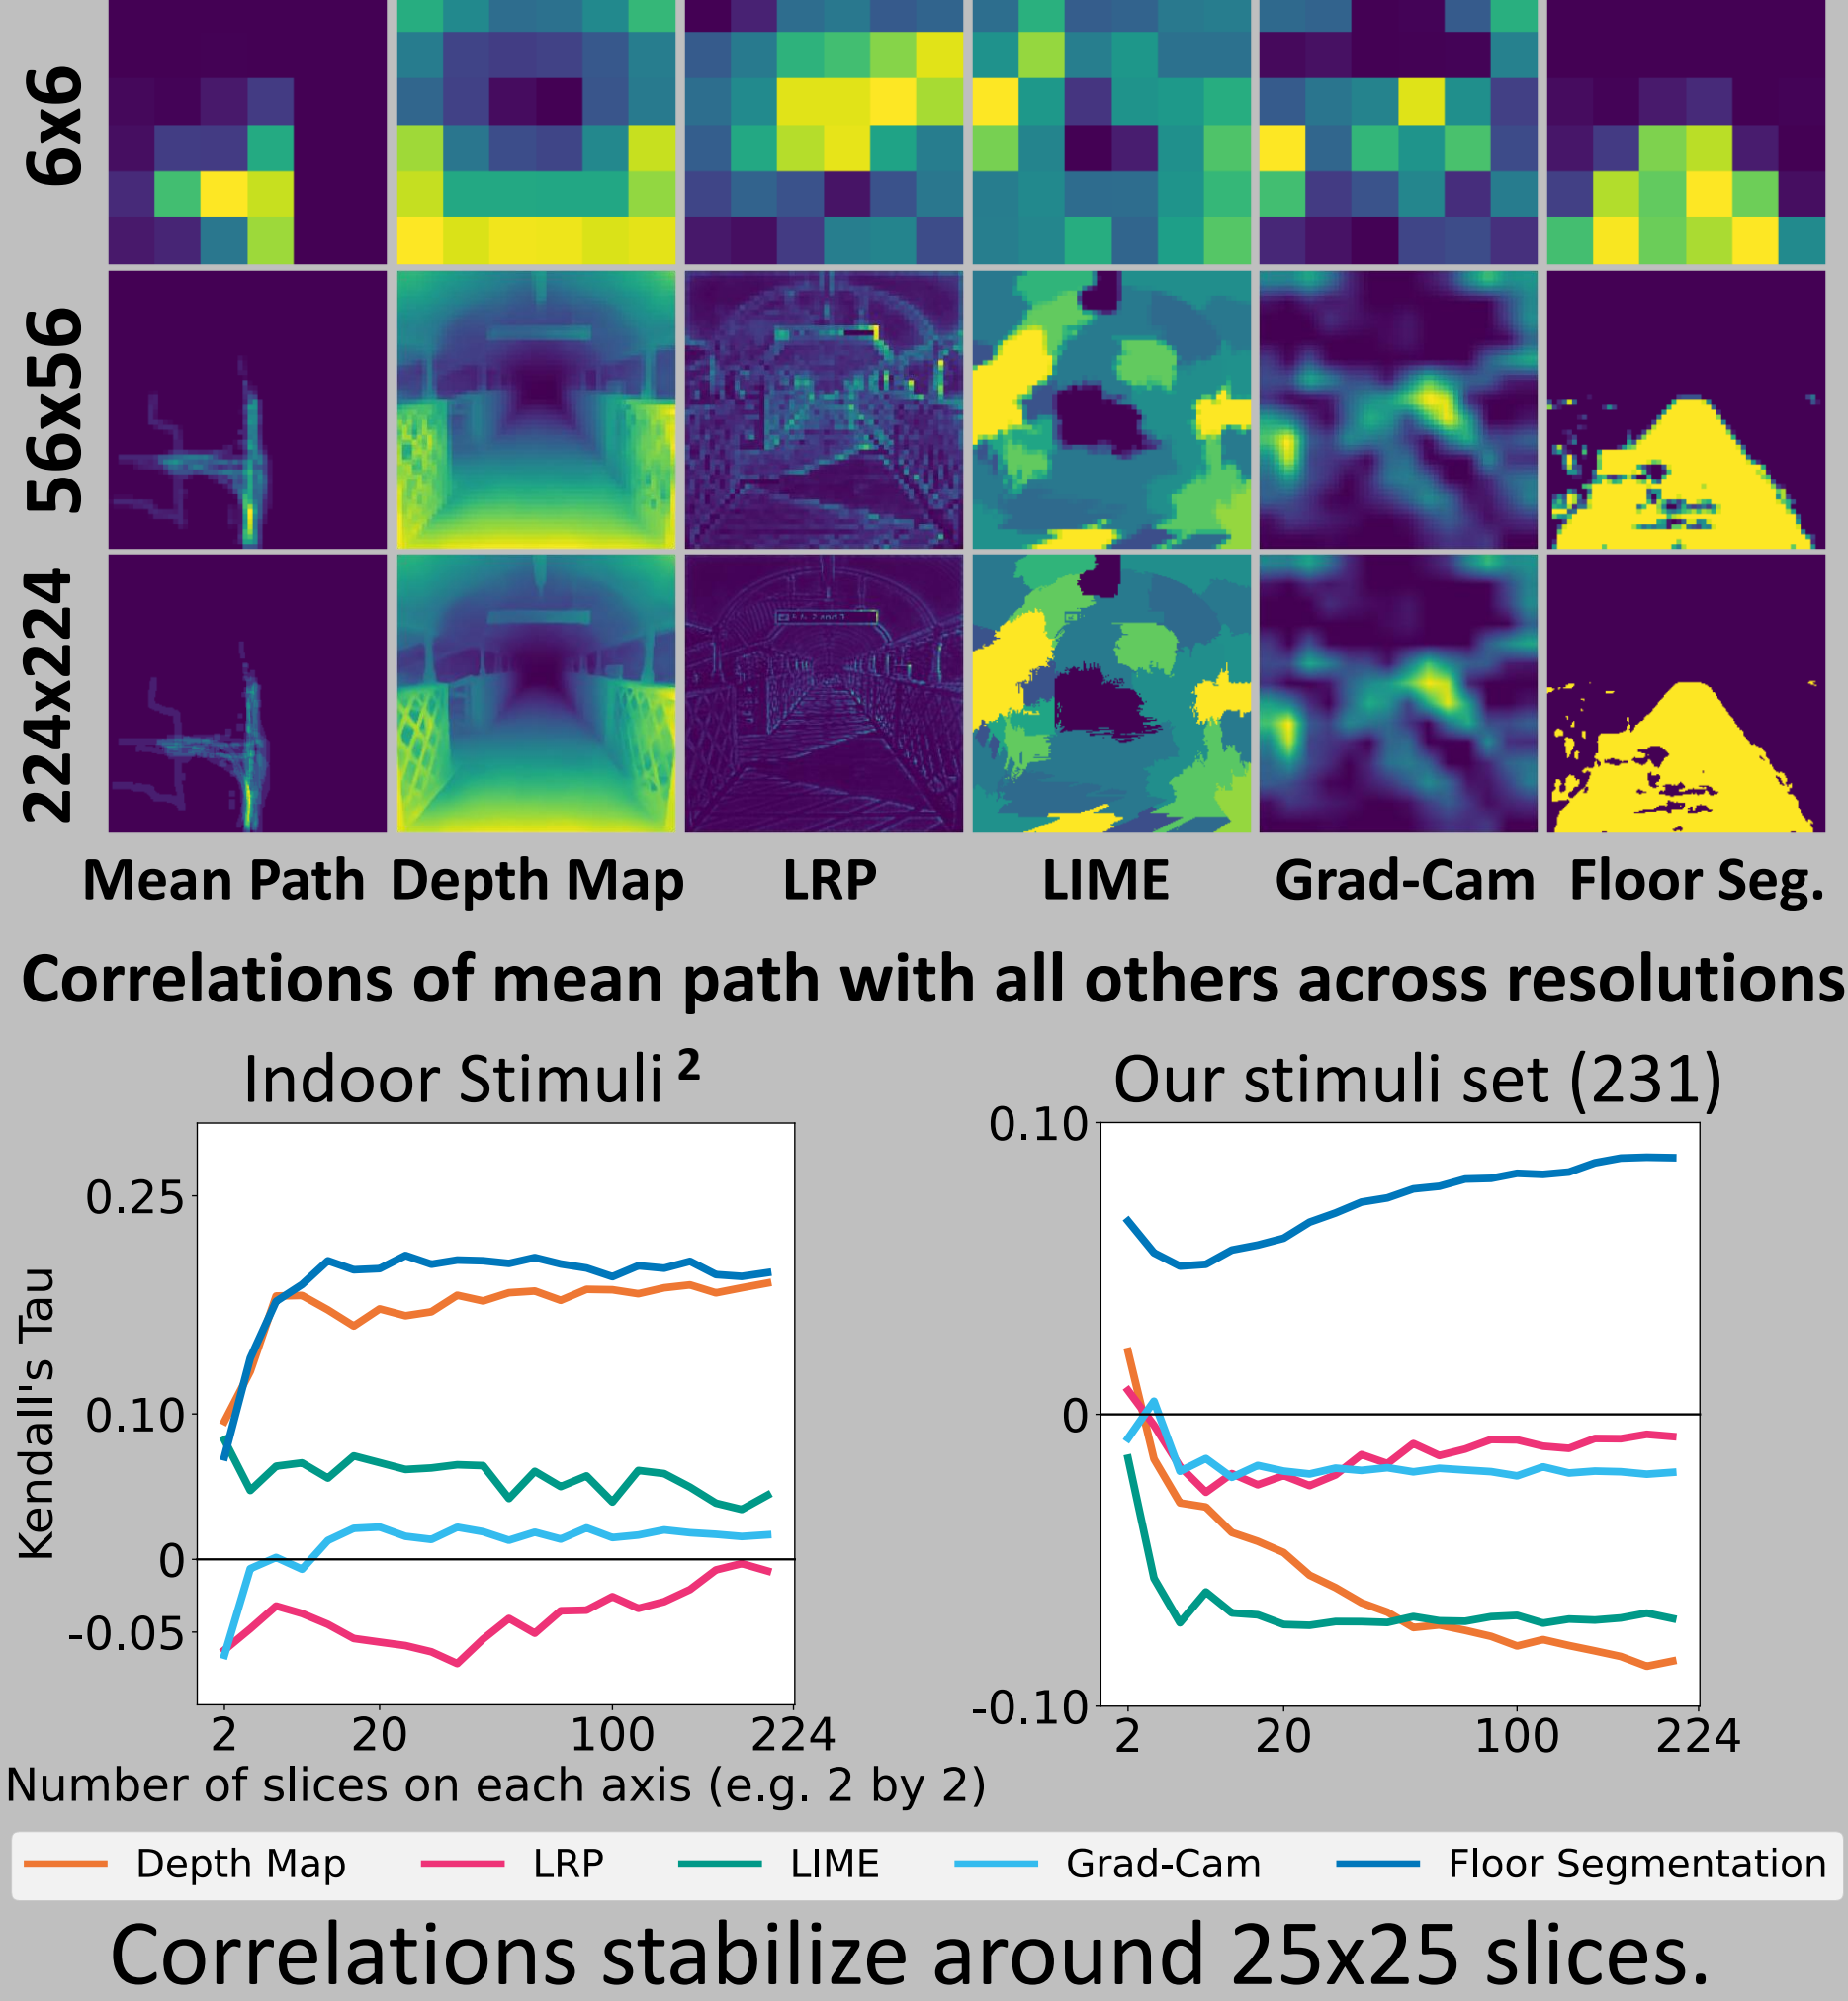 6x6
56x56
224x224
Mean Path Depth Map LRP LIME Grad-Cam Floor Seg.
Correlations of mean path with all others across resolutions
Indoor Stimuli 2
Kendall's Tau
0.25
0.10
0
-0.05
2 20 100 224
Number of slices on each axis (e.g. 2 by 2)
Our stimuli set (231)
0.10
0
-0.10
2 20 100 224
Depth Map LRP LIME Grad-Cam Floor Segmentation
Correlations stabilize around 25x25 slices.